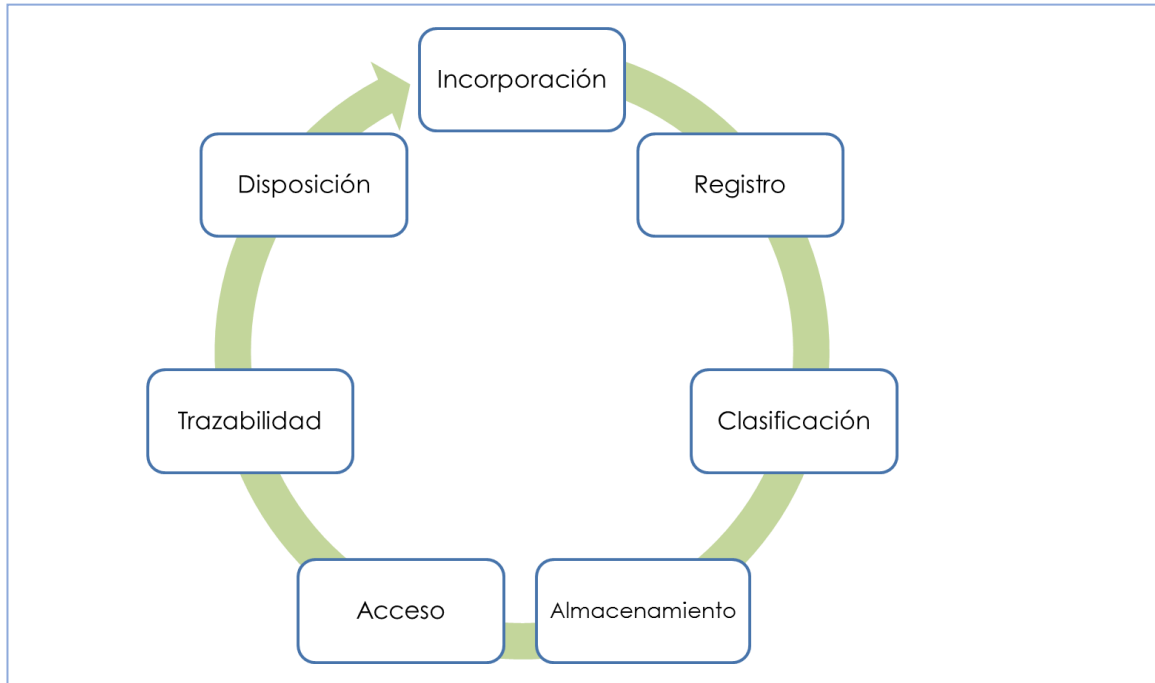 Incorporación
Registro
Clasificación
Almacenamiento
Acceso
Trazabilidad
Disposición